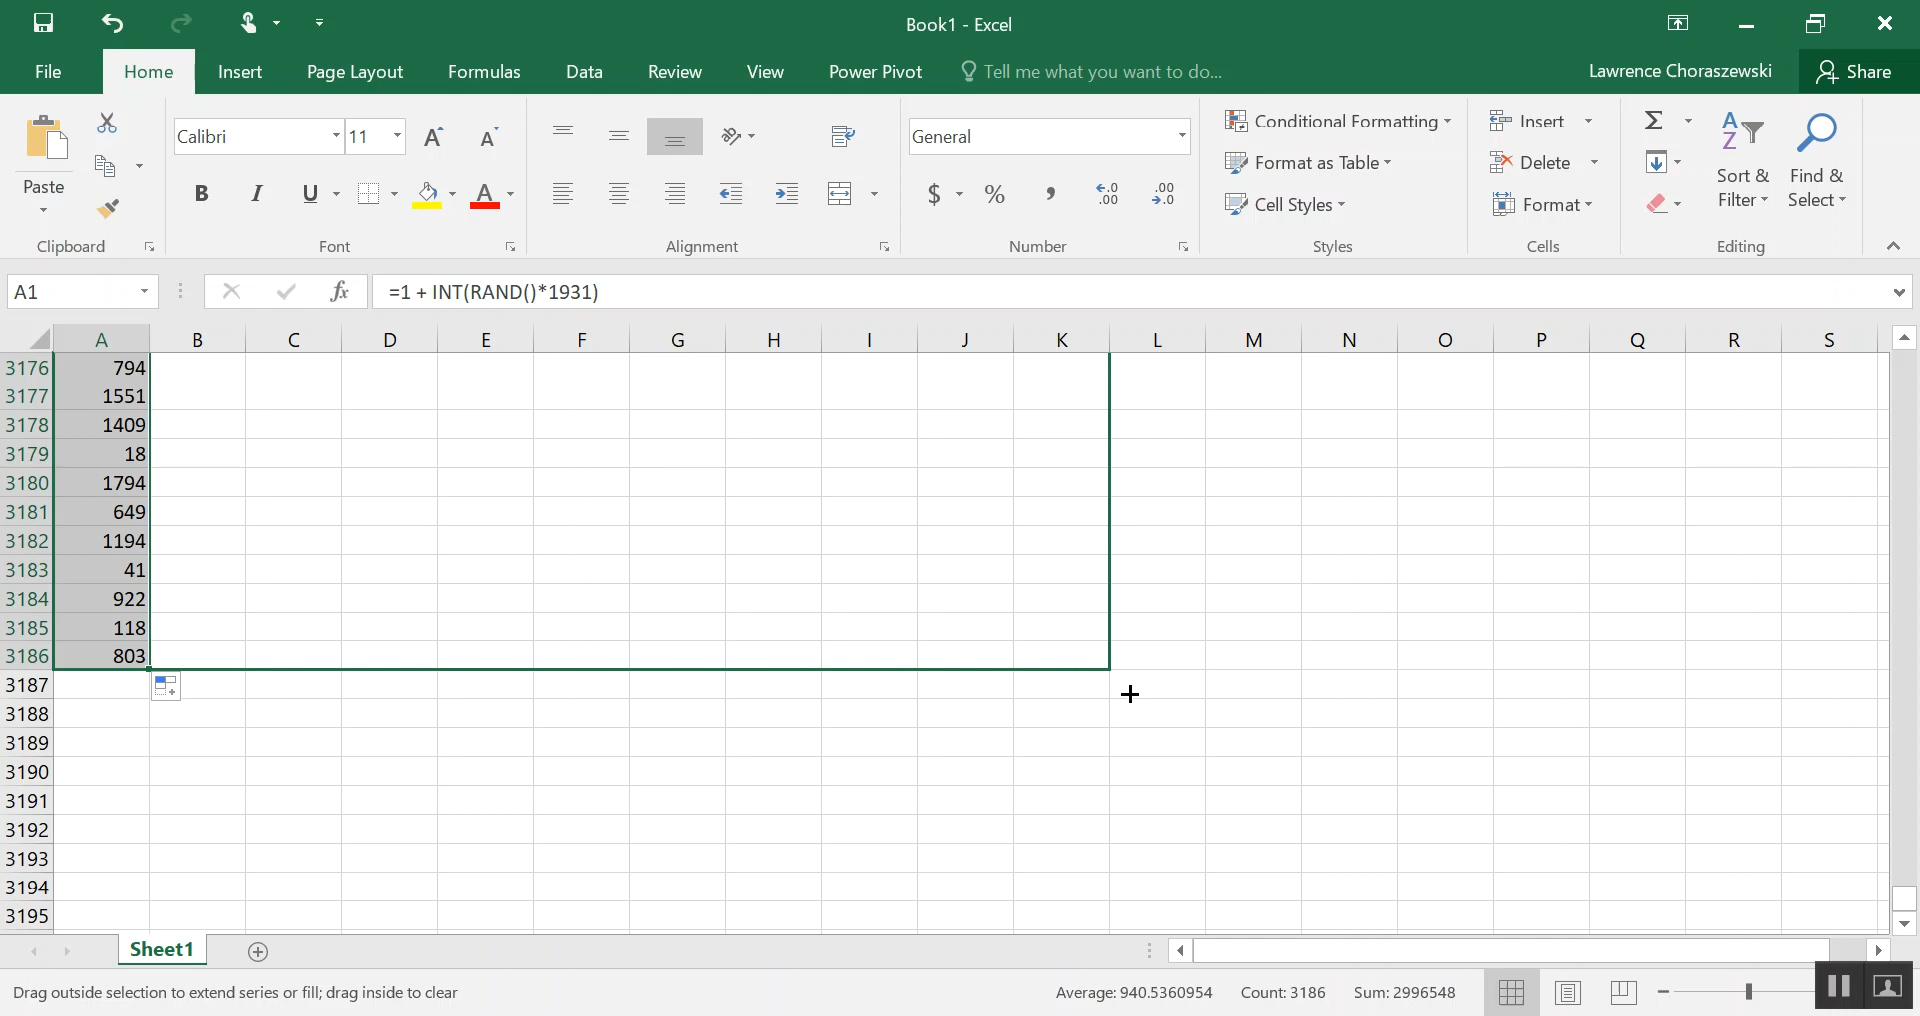 Book1 - Excel
File Home Insert Page Layout Formulas Data Review View Power Pivot Tell me what you want to do... Lawrence Choraszewski Share
Paste
Calibri 11 A A
General
Conditional Formatting
Insert
Format as Table
Delete
Sort & Filter
Find & Select
B I U A
$ % , .0 .00 .00 .0
Cell Styles
Format
Clipboard Font Alignment Number Styles Cells Editing
A1 fx =1 + INT(RAND()*1931)
A B C D E F G H I J K L M N O P Q R S
3176 794
3177 1551
3178 1409
3179 18
3180 1794
3181 649
3182 1194
3183 41
3184 922
3185 118
3186 803
3187
3188
3189
3190
3191
3192
3193
3194
3195
Sheet1
Drag outside selection to extend series or fill; drag inside to clear Average: 940.5360954 Count: 3186 Sum: 2996548